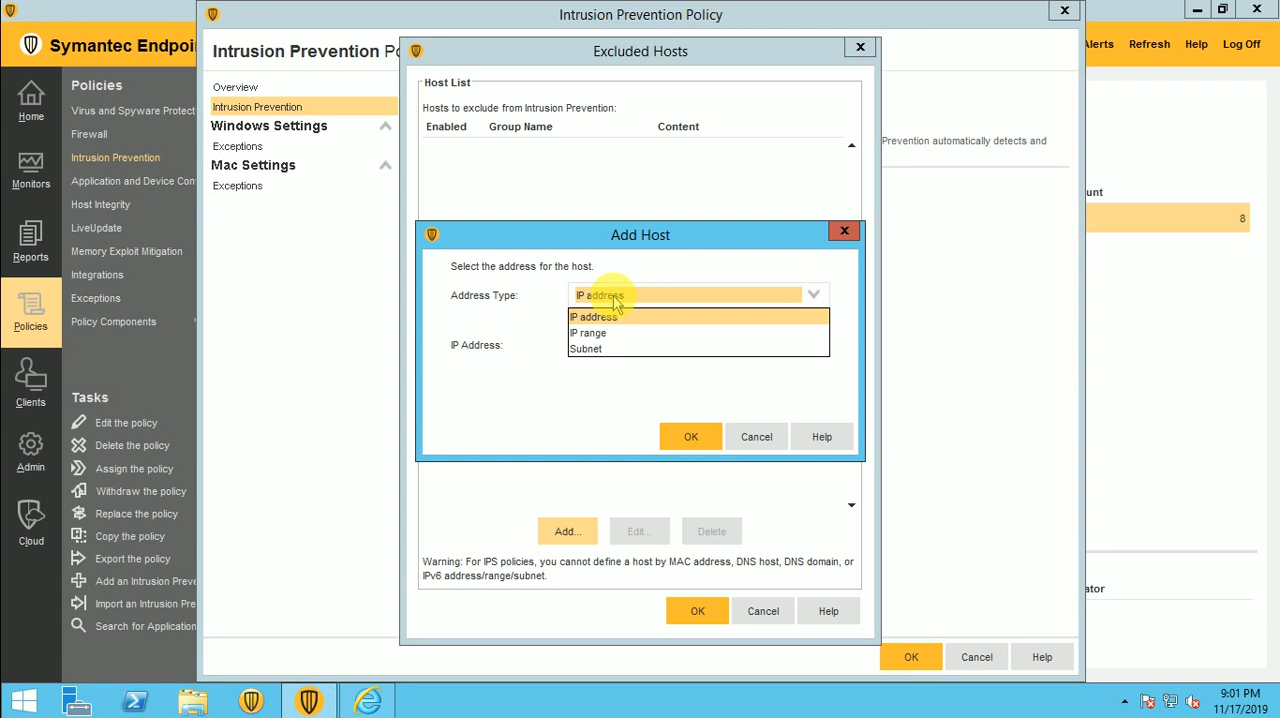 Intrusion Prevention Policy
Symantec Endpoi
Alerts
Refresh
Help
Log Off
Home
Monitors
Reports
Policies
Clients
Admin
Cloud
Policies
Virus and Spyware Protect
Firewall
Intrusion Prevention
Application and Device Con
Host Integrity
LiveUpdate
Memory Exploit Mitigation
Integrations
Exceptions
Policy Components
Tasks
Edit the policy
Delete the policy
Assign the policy
Withdraw the policy
Replace the policy
Copy the policy
Export the policy
Add an Intrusion Preve
Import an Intrusion Pre
Search for Application
Intrusion Prevention Po
Overview
Intrusion Prevention
Windows Settings
Exceptions
Mac Settings
Exceptions
Excluded Hosts
Host List
Hosts to exclude from Intrusion Prevention:
Enabled Group Name Content
Add Host
Select the address for the host.
Address Type: IP address
IP address
IP range
Subnet
IP Address:
OK Cancel Help
Add... Edit... Delete
Warning: For IPS policies, you cannot define a host by MAC address, DNS host, DNS domain, or
IPv6 address/range/subnet.
OK Cancel Help
Prevention automatically detects and
unt
8
ator
OK Cancel Help
9:01 PM
11/17/2019